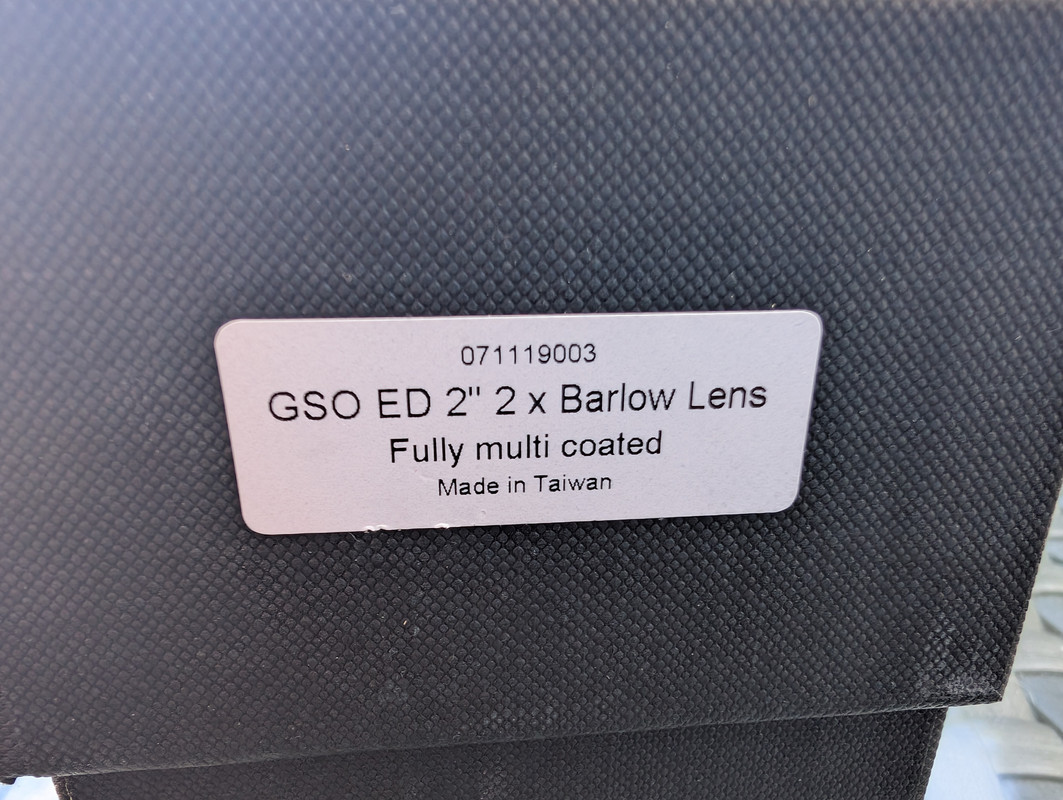 071119003
GSO ED 2" 2 x Barlow Lens
Fully multi coated
Made in Taiwan